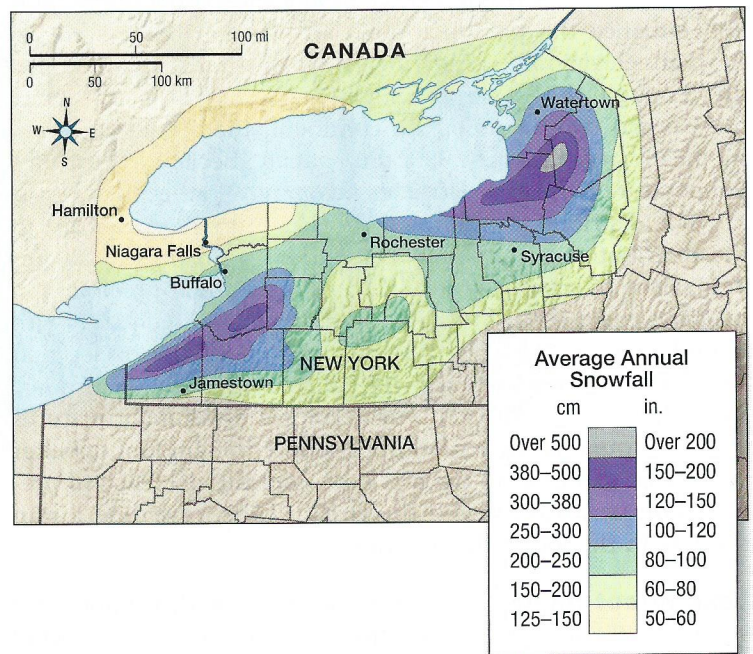 0 50 100 mi
0 50 100 km
CANADA
N
W E
S
Watertown
Hamilton
Niagara Falls
Rochester
Syracuse
Buffalo
NEW YORK
Jamestown
PENNSYLVANIA
Average Annual
Snowfall
cm in.
Over 500 Over 200
380–500 150–200
300–380 120–150
250–300 100–120
200–250 80–100
150–200 60–80
125–150 50–60